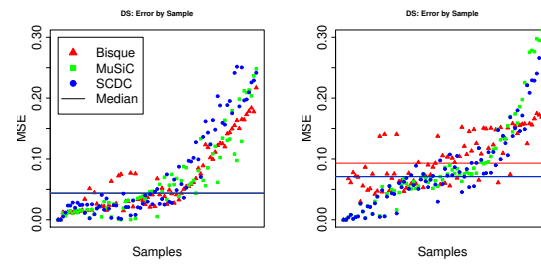 DS: Error by Sample
MSE
0.00 0.10 0.20 0.30
Bisque
MuSiC
SCDC
Median
Samples
DS: Error by Sample
MSE
0.00 0.10 0.20 0.30
Samples